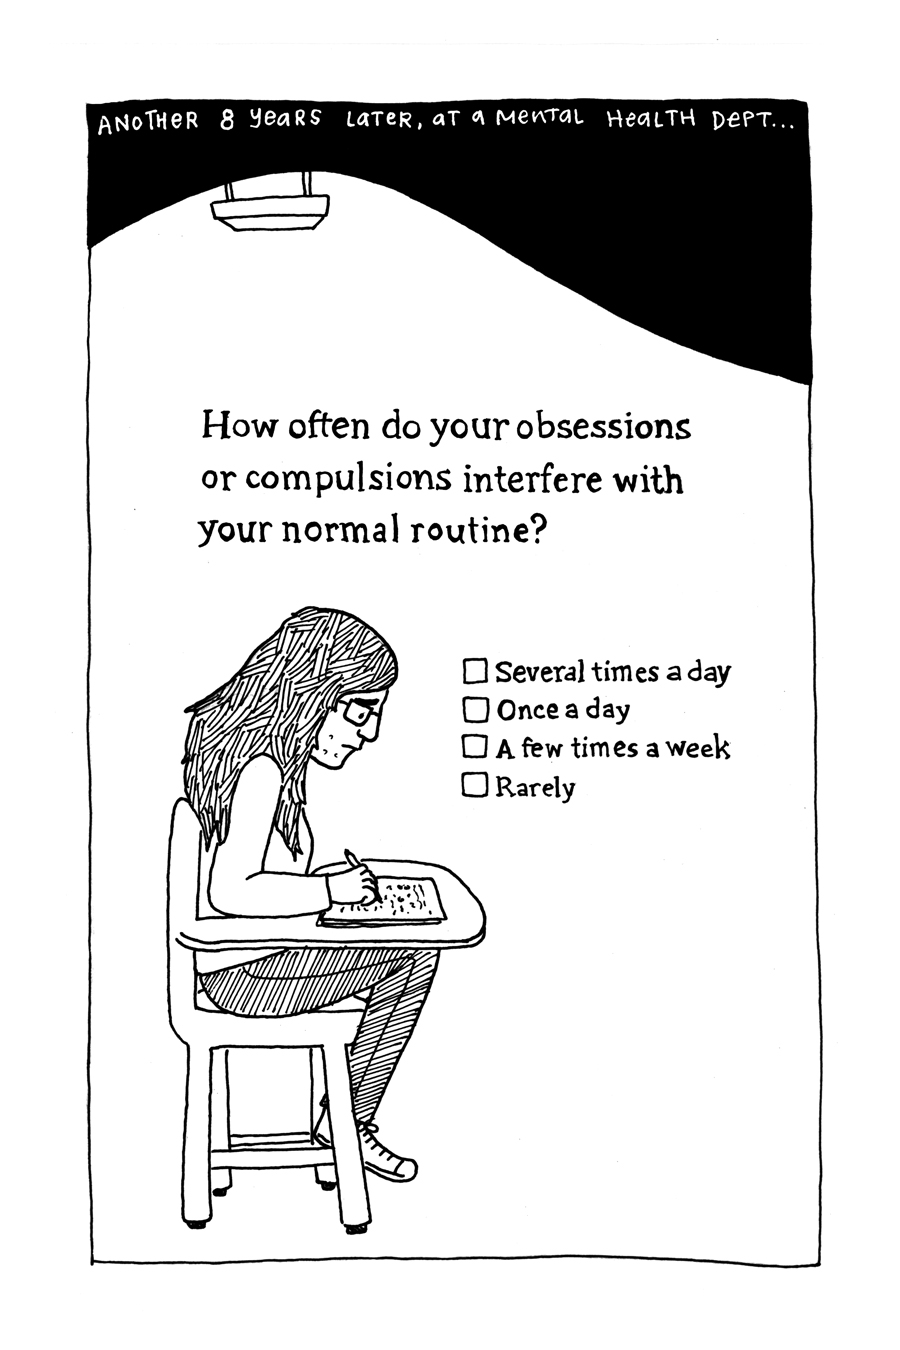 ANOTHER 8 YeaRS LaTeR, aT a MeNTaL HeaLTH DePT...
How often do your obsessions
or compulsions interfere with
your normal routine?
Several times a day
Once a day
A few times a week
Rarely